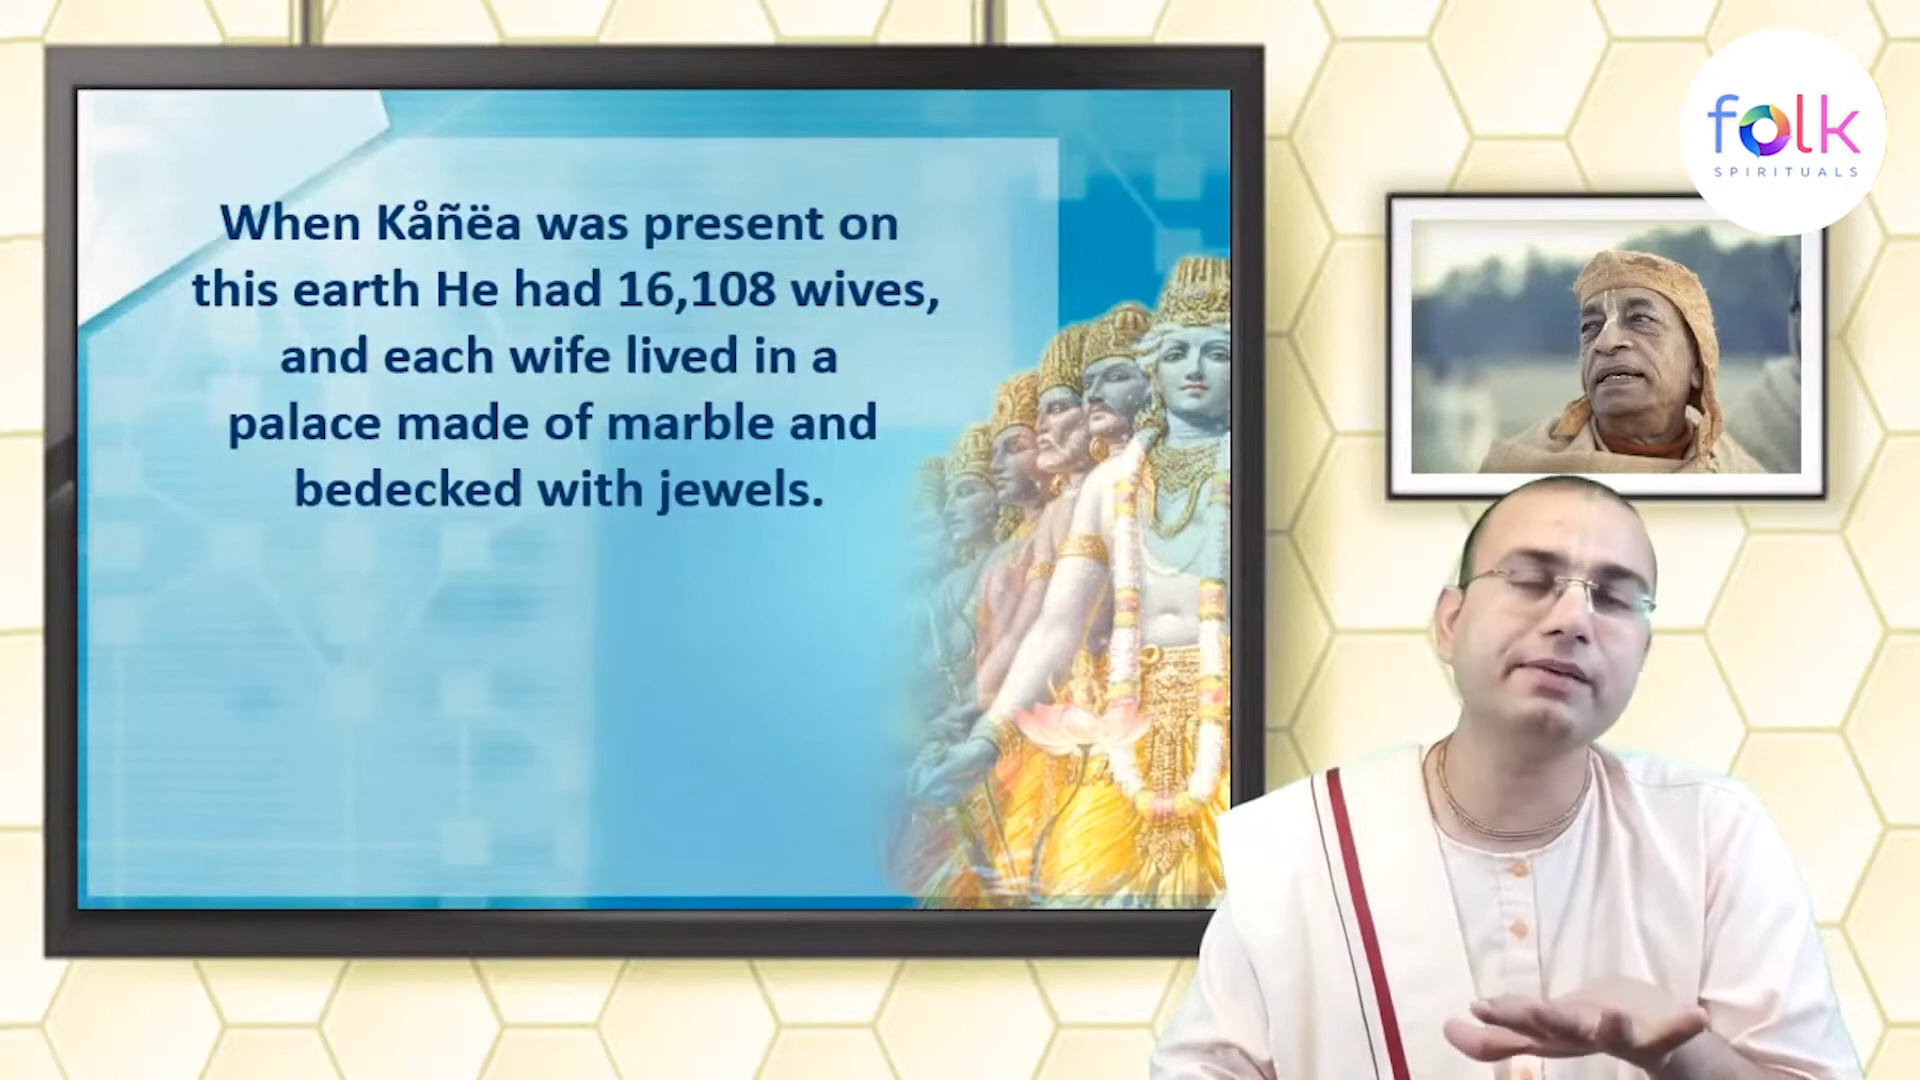 When Kåñëa was present on
this earth He had 16,108 wives,
and each wife lived in a
palace made of marble and
bedecked with jewels.
folk
SPIRITUALS